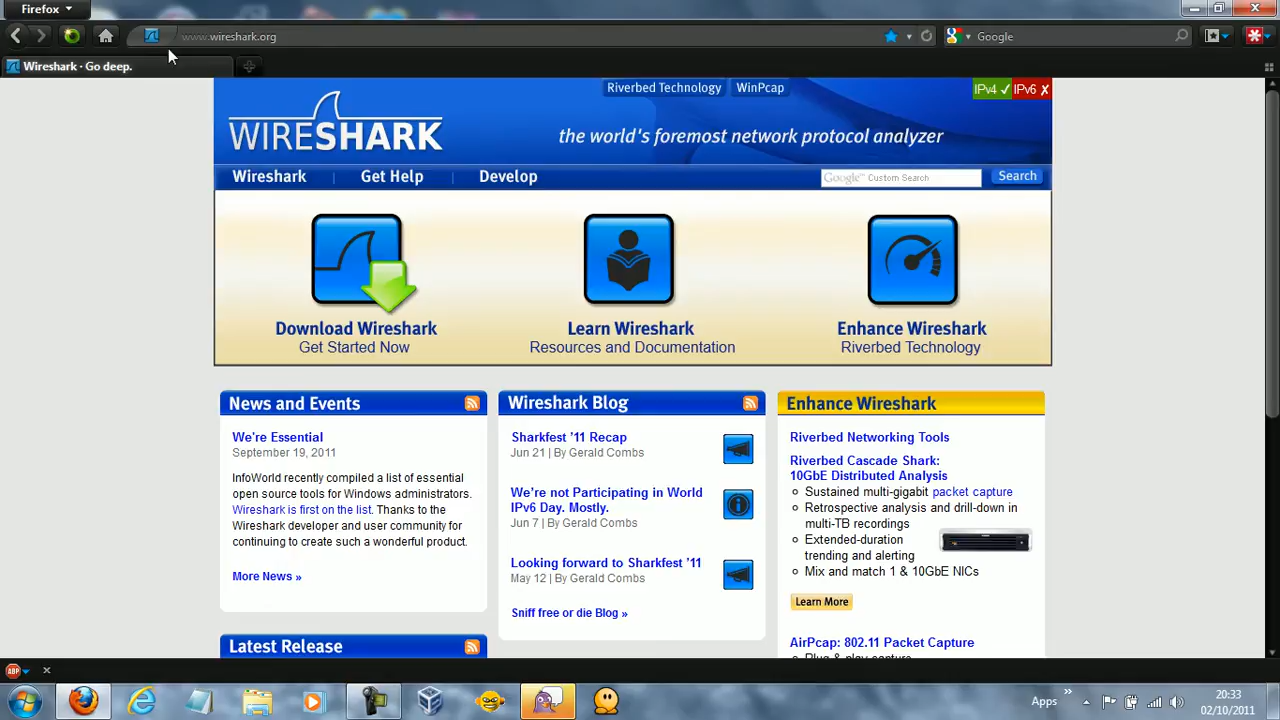 Firefox
www.wireshark.org
Google
Wireshark · Go deep.
Riverbed Technology
WinPcap
IPv4 ✓ IPv6 ✗
WIRESHARK
the world's foremost network protocol analyzer
Wireshark | Get Help | Develop
Google™ Custom Search
Search
Download Wireshark
Get Started Now
Learn Wireshark
Resources and Documentation
Enhance Wireshark
Riverbed Technology
News and Events
We're Essential
September 19, 2011
InfoWorld recently compiled a list of essential
open source tools for Windows administrators.
Wireshark is first on the list. Thanks to the
Wireshark developer and user community for
continuing to create such a wonderful product.
More News »
Latest Release
Wireshark Blog
Sharkfest '11 Recap
Jun 21 | By Gerald Combs
We're not Participating in World
IPv6 Day. Mostly.
Jun 7 | By Gerald Combs
Looking forward to Sharkfest '11
May 12 | By Gerald Combs
Sniff free or die Blog »
Enhance Wireshark
Riverbed Networking Tools
Riverbed Cascade Shark:
10GbE Distributed Analysis
Sustained multi-gigabit packet capture
Retrospective analysis and drill-down in
multi-TB recordings
Extended-duration
trending and alerting
Mix and match 1 & 10GbE NICs
Learn More
AirPcap: 802.11 Packet Capture
ABP
Apps
20:33
02/10/2011